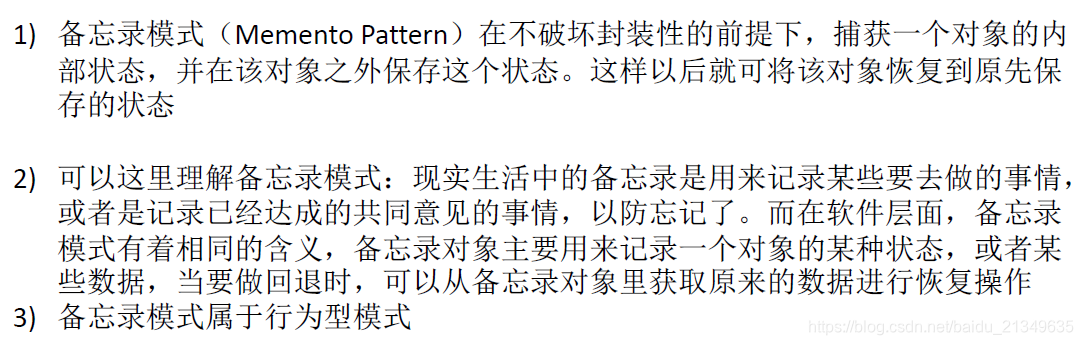 1) 备忘录模式（Memento Pattern）在不破坏封装性的前提下，捕获一个对象的内
部状态，并在该对象之外保存这个状态。这样以后就可将该对象恢复到原先保
存的状态
2) 可以这里理解备忘录模式：现实生活中的备忘录是用来记录某些要去做的事情，
或者是记录已经达成的共同意见的事情，以防忘记了。而在软件层面，备忘录
模式有着相同的含义，备忘录对象主要用来记录一个对象的某种状态，或者某
些数据，当要做回退时，可以从备忘录对象里获取原来的数据进行恢复操作
3) 备忘录模式属于行为型模式
https://blog.csdn.net/baidu_21349635